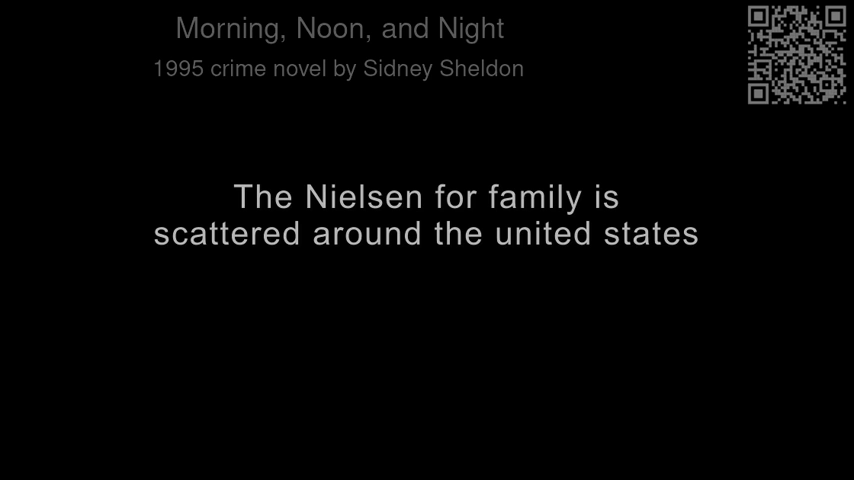 Morning, Noon, and Night
1995 crime novel by Sidney Sheldon
The Nielsen for family is
scattered around the united states